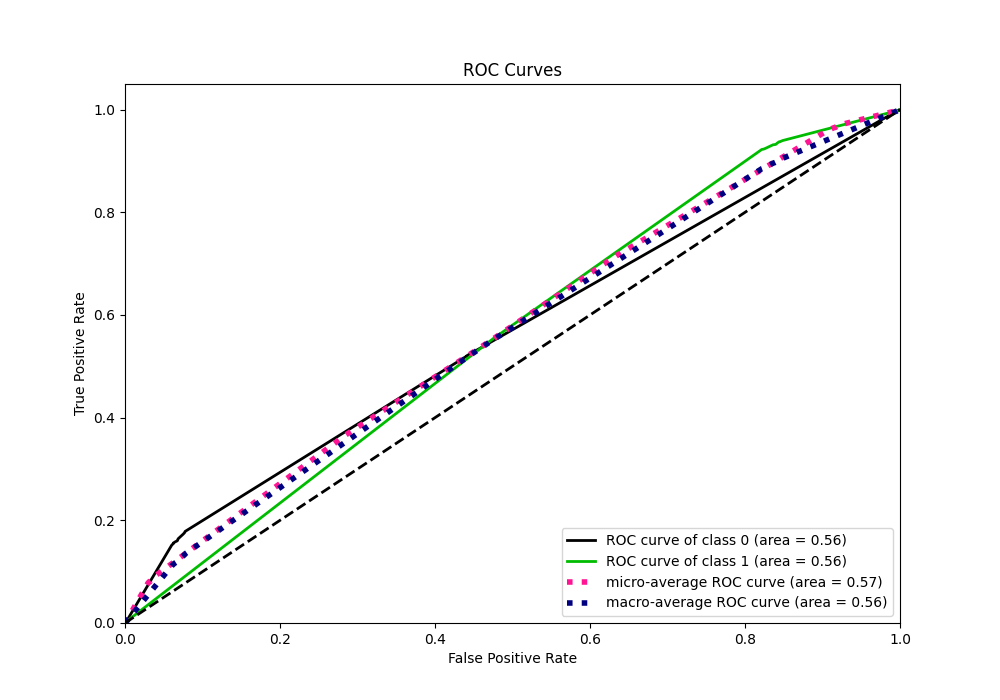 ROC Curves
True Positive Rate
1.0
0.8
0.6
0.4
0.2
0.0
ROC curve of class 0 (area = 0.56)
ROC curve of class 1 (area = 0.56)
micro-average ROC curve (area = 0.57)
macro-average ROC curve (area = 0.56)
0.0 0.2 0.4 0.6 0.8 1.0
False Positive Rate